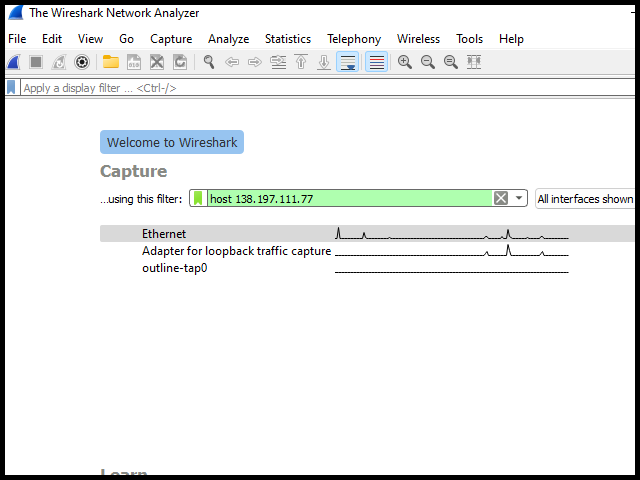 The Wireshark Network Analyzer
File Edit View Go Capture Analyze Statistics Telephony Wireless Tools Help
Apply a display filter ... <Ctrl-/>
Welcome to Wireshark
Capture
...using this filter: host 138.197.111.77 All interfaces shown
Ethernet
Adapter for loopback traffic capture
outline-tap0
Learn